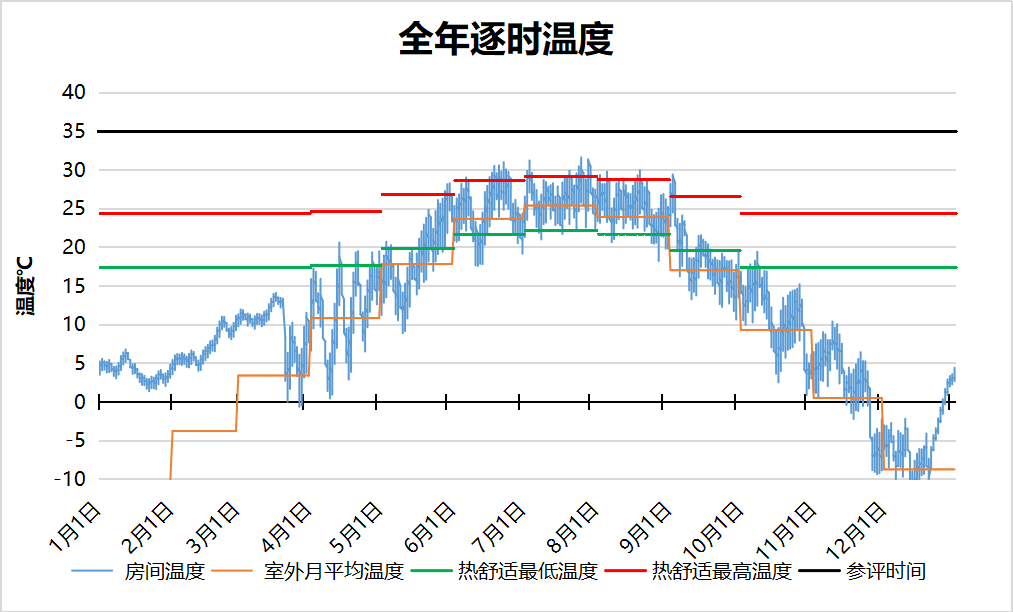 全年逐时温度
40
35
30
25
20
15
10
5
0
-5
-10
温度℃
1月1日
2月1日
3月1日
4月1日
5月1日
6月1日
7月1日
8月1日
9月1日
10月1日
11月1日
12月1日
房间温度 室外月平均温度 热舒适最低温度 热舒适最高温度 参评时间